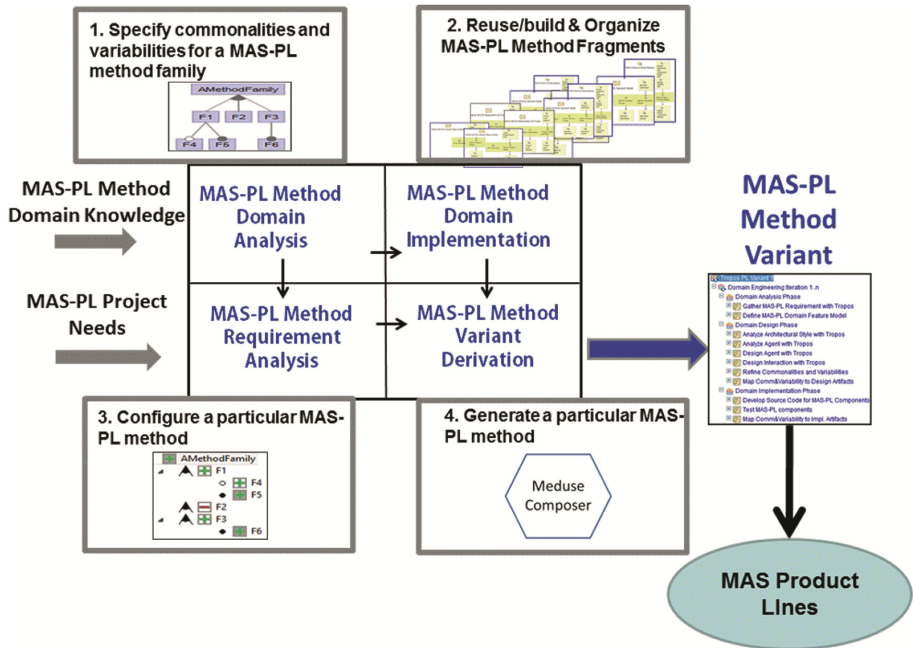 1. Specify commonalities and
variabilities for a MAS-PL
method family
AMethodFamily
F1 F2 F3
F4 F5 F6
2. Reuse/build & Organize
MAS-PL Method Fragments
MAS-PL Method
Domain Knowledge
MAS-PL Method
Domain
Analysis
MAS-PL Method
Domain
Implementation
MAS-PL Project
Needs
MAS-PL Method
Requirement
Analysis
MAS-PL Method
Variant
Derivation
3. Configure a particular MAS-
PL method
AMethodFamily
F1
F4
F5
F2
F3
F6
4. Generate a particular MAS-
PL method
Meduse
Composer
MAS-PL
Method
Variant
Tropos PL Variant 1
Domain Engineering Iteration 1..n
Domain Analysis Phase
Gather MAS-PL Requirement with Tropos
Define MAS-PL Domain Feature Model
Domain Design Phase
Analyze Architectural Style with Tropos
Analyze Agent with Tropos
Design Agent with Tropos
Design Interaction with Tropos
Refine Commonalities and Variabilities
Map Comm&Variability to Design Artifacts
Domain Implementation Phase
Develop Source Code for MAS-PL Components
Test MAS-PL components
Map Comm&Variability to Impl. Artifacts
MAS Product
LInes